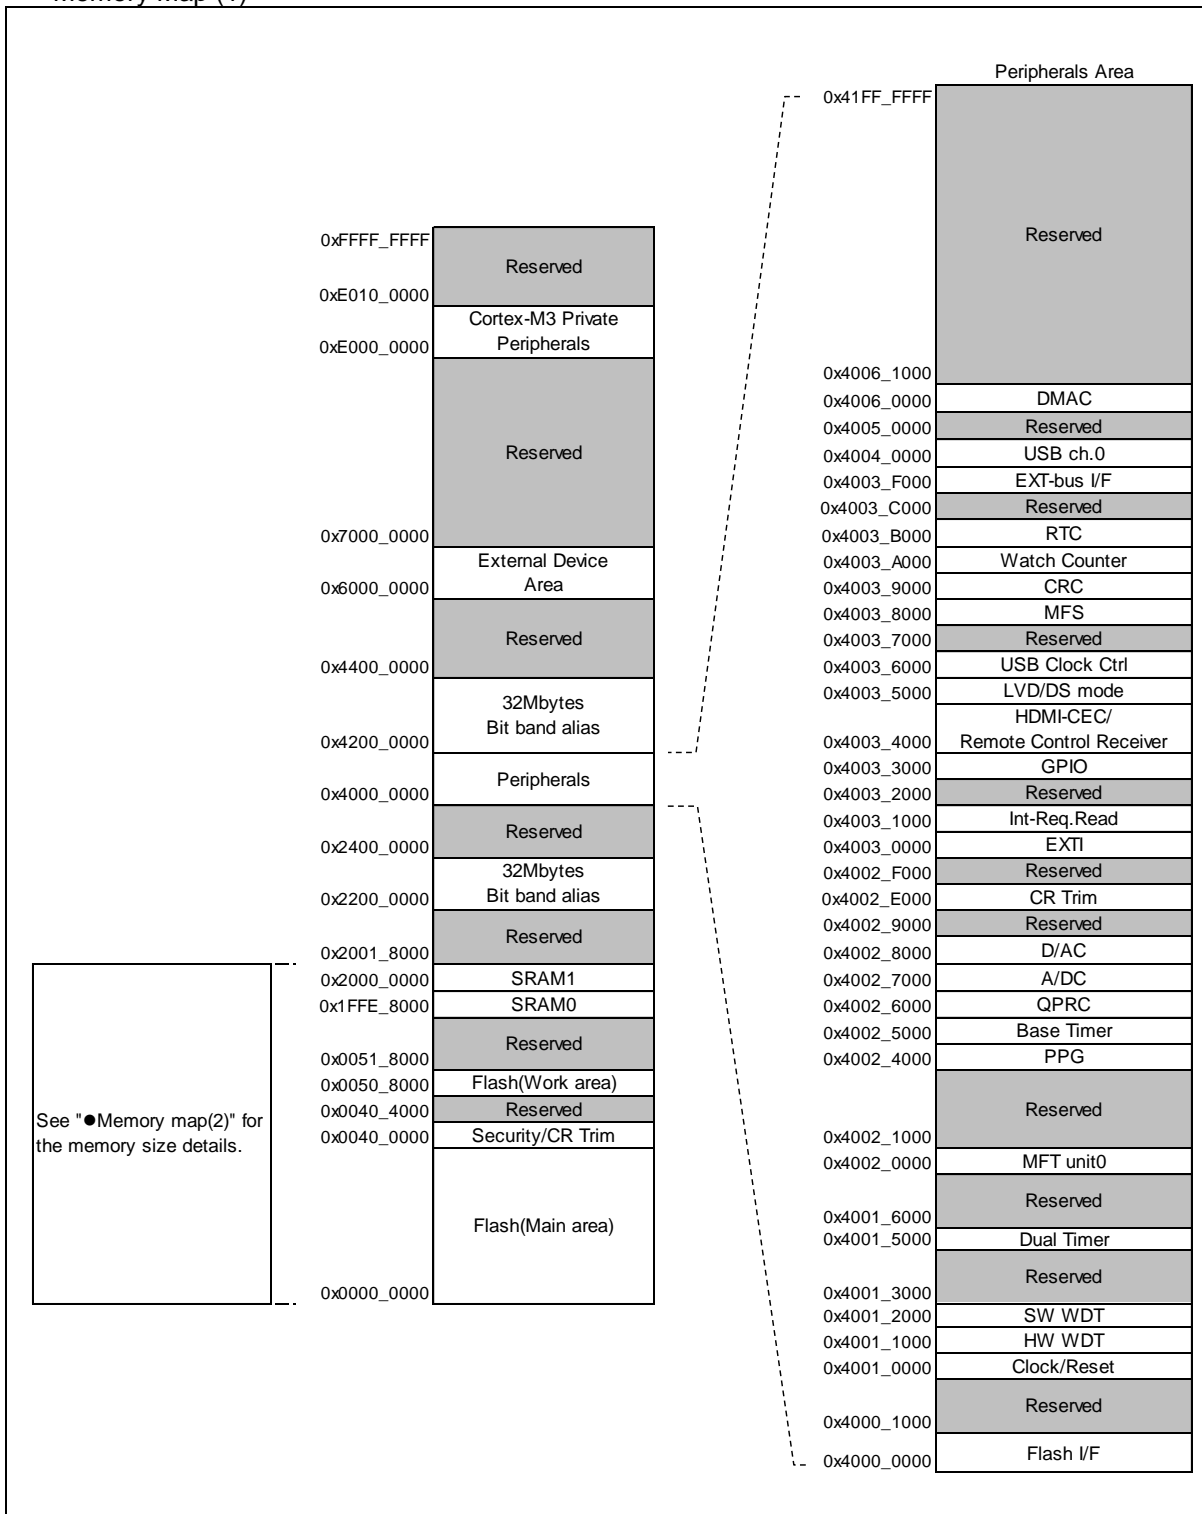 Memory map (1)
Peripherals Area
0x41FF_FFFF
Reserved
0x4006_1000
0x4006_0000 DMAC
0x4005_0000 Reserved
0x4004_0000 USB ch.0
0x4003_F000 EXT-bus I/F
0x4003_C000 Reserved
0x4003_B000 RTC
0x4003_A000 Watch Counter
0x4003_9000 CRC
0x4003_8000 MFS
0x4003_7000 Reserved
0x4003_6000 USB Clock Ctrl
0x4003_5000 LVD/DS mode
HDMI-CEC/
0x4003_4000 Remote Control Receiver
0x4003_3000 GPIO
0x4003_2000 Reserved
0x4003_1000 Int-Req.Read
0x4003_0000 EXTI
0x4002_F000 Reserved
0x4002_E000 CR Trim
0x4002_9000 Reserved
0x4002_8000 D/AC
0x4002_7000 A/DC
0x4002_6000 QPRC
0x4002_5000 Base Timer
0x4002_4000 PPG
Reserved
0x4002_1000
0x4002_0000 MFT unit0
Reserved
0x4001_6000
0x4001_5000 Dual Timer
Reserved
0x4001_3000
0x4001_2000 SW WDT
0x4001_1000 HW WDT
0x4001_0000 Clock/Reset
Reserved
0x4000_1000
Flash I/F
0x4000_0000
0xFFFF_FFFF
Reserved
0xE010_0000
Cortex-M3 Private
0xE000_0000 Peripherals
Reserved
0x7000_0000
External Device
0x6000_0000 Area
Reserved
0x4400_0000
32Mbytes
Bit band alias
0x4200_0000
Peripherals
0x4000_0000
Reserved
0x2400_0000
32Mbytes
0x2200_0000 Bit band alias
Reserved
0x2001_8000
0x2000_0000 SRAM1
0x1FFE_8000 SRAM0
Reserved
0x0051_8000
0x0050_8000 Flash(Work area)
0x0040_4000 Reserved
0x0040_0000 Security/CR Trim
Flash(Main area)
0x0000_0000
See "●Memory map(2)" for
the memory size details.